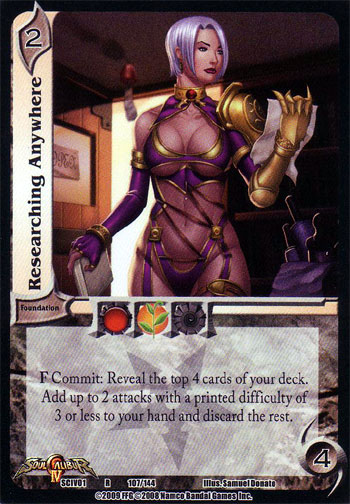 2
Researching Anywhere
Foundation
F Commit: Reveal the top 4 cards of your deck.
Add up to 2 attacks with a printed difficulty of
3 or less to your hand and discard the rest.
4
SOULCALIBUR
IV
SCIV01 R 107/144 Illus. Samuel Donato
©2009 FFG ©2008 Namco Bandai Games Inc.